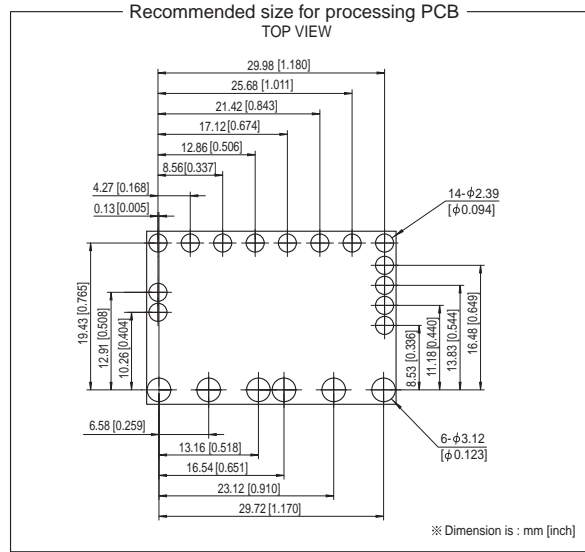 Recommended size for processing PCB
TOP VIEW
29.98 [1.180]
25.68 [1.011]
21.42 [0.843]
17.12 [0.674]
12.86 [0.506]
8.56 [0.337]
4.27 [0.168]
0.13 [0.005]
14-ϕ2.39
[ϕ0.094]
19.43 [0.765]
12.91 [0.508]
10.26 [0.404]
8.53 [0.336]
11.18 [0.440]
13.83 [0.544]
16.48 [0.649]
6.58 [0.259]
13.16 [0.518]
16.54 [0.651]
23.12 [0.910]
29.72 [1.170]
6-ϕ3.12
[ϕ0.123]
※ Dimension is : mm [inch]